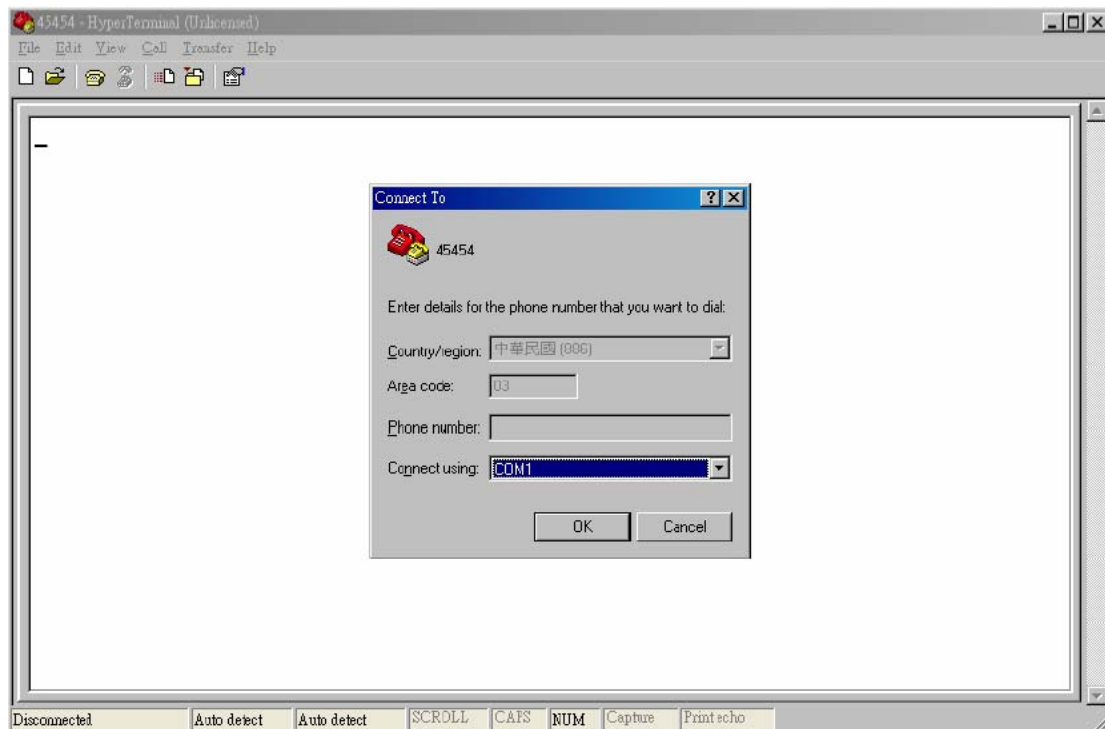 45454 - HyperTerminal (Unlicensed)
File Edit View Call Transfer Help
Connect To
45454
Enter details for the phone number that you want to dial:
Country/region: 中華民國 (886)
Area code: 03
Phone number:
Connect using: COM1
OK Cancel
Disconnected Auto detect Auto detect SCROLL CAPS NUM Capture Print echo